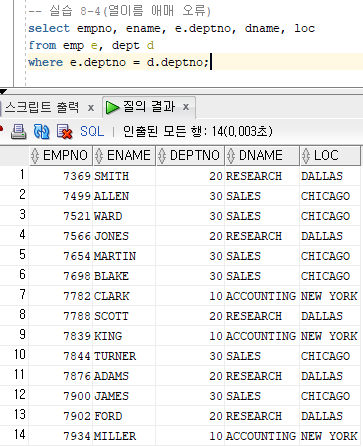 -- 실습 8-4(열이름 애매 오류)
select empno, ename, e.deptno, dname, loc
from emp e, dept d
where e.deptno = d.deptno;
스크립트 출력 x 질의 결과 x
SQL | 인출된 모든 행: 14(0,003초)
EMPNO ENAME DEPTNO DNAME LOC
1 7369 SMITH 20 RESEARCH DALLAS
2 7499 ALLEN 30 SALES CHICAGO
3 7521 WARD 30 SALES CHICAGO
4 7566 JONES 20 RESEARCH DALLAS
5 7654 MARTIN 30 SALES CHICAGO
6 7698 BLAKE 30 SALES CHICAGO
7 7782 CLARK 10 ACCOUNTING NEW YORK
8 7788 SCOTT 20 RESEARCH DALLAS
9 7839 KING 10 ACCOUNTING NEW YORK
10 7844 TURNER 30 SALES CHICAGO
11 7876 ADAMS 20 RESEARCH DALLAS
12 7900 JAMES 30 SALES CHICAGO
13 7902 FORD 20 RESEARCH DALLAS
14 7934 MILLER 10 ACCOUNTING NEW YORK